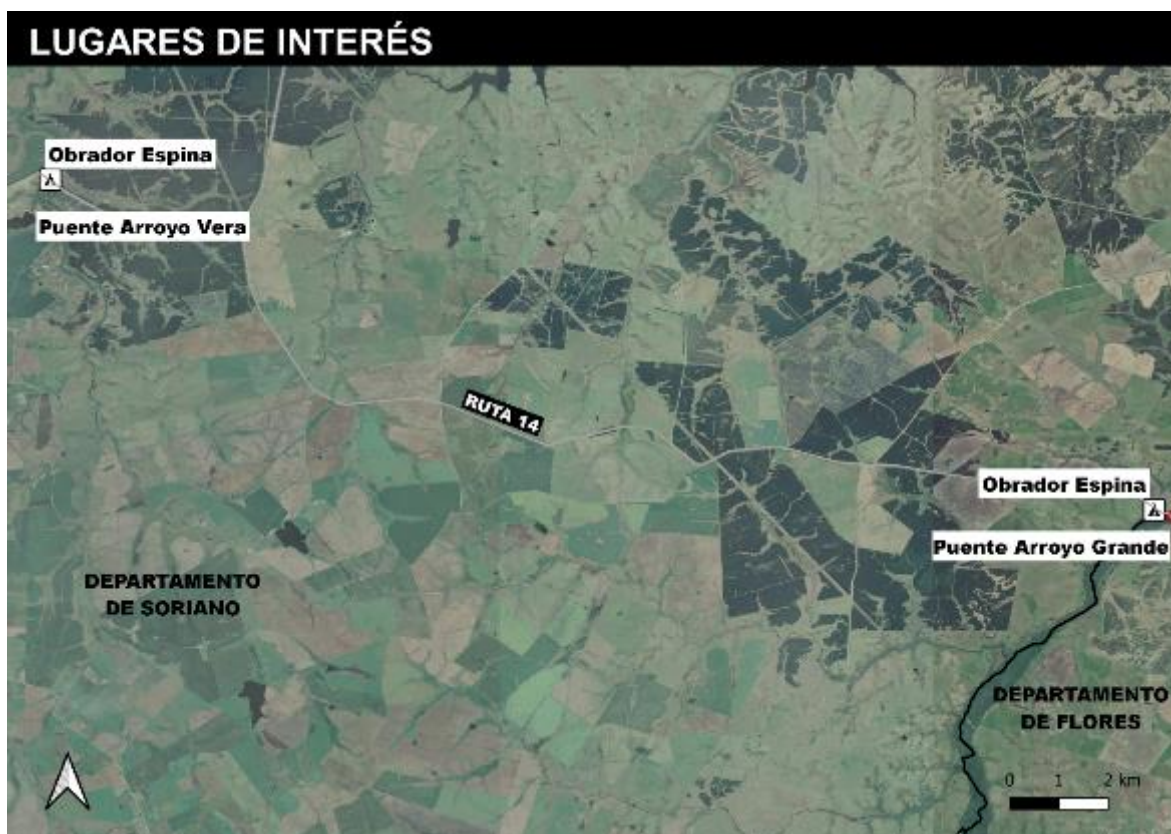 LUGARES DE INTERÉS
Obrador Espina
Puente Arroyo Vera
RUTA 14
Obrador Espina
Puente Arroyo Grande
DEPARTAMENTO
DE SORIANO
DEPARTAMENTO
DE FLORES
0 1 2 km